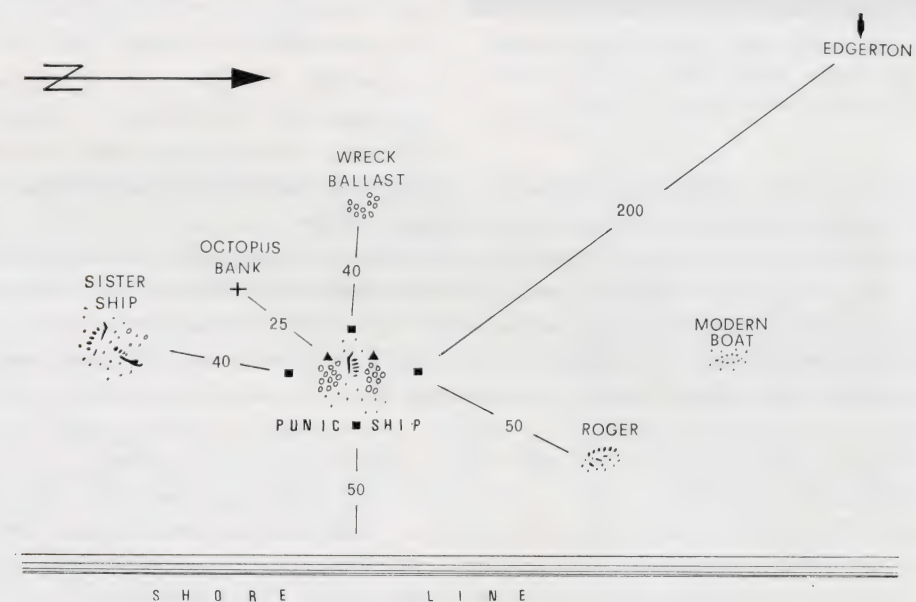 EDGERTON
N
WRECK
BALLAST
200
OCTOPUS
BANK
40
SISTER
SHIP
25
MODERN
BOAT
40
PUNIC SHIP
50
ROGER
50
SHORE LINE